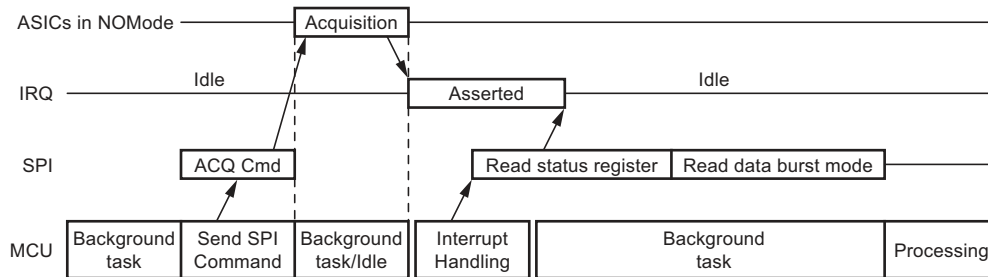 ASICs in NOMode
Acquisition
IRQ
Idle
Asserted
Idle
SPI
ACQ Cmd
Read status register
Read data burst mode
MCU
Background
task
Send SPI
Command
Background
task/Idle
Interrupt
Handling
Background
task
Processing